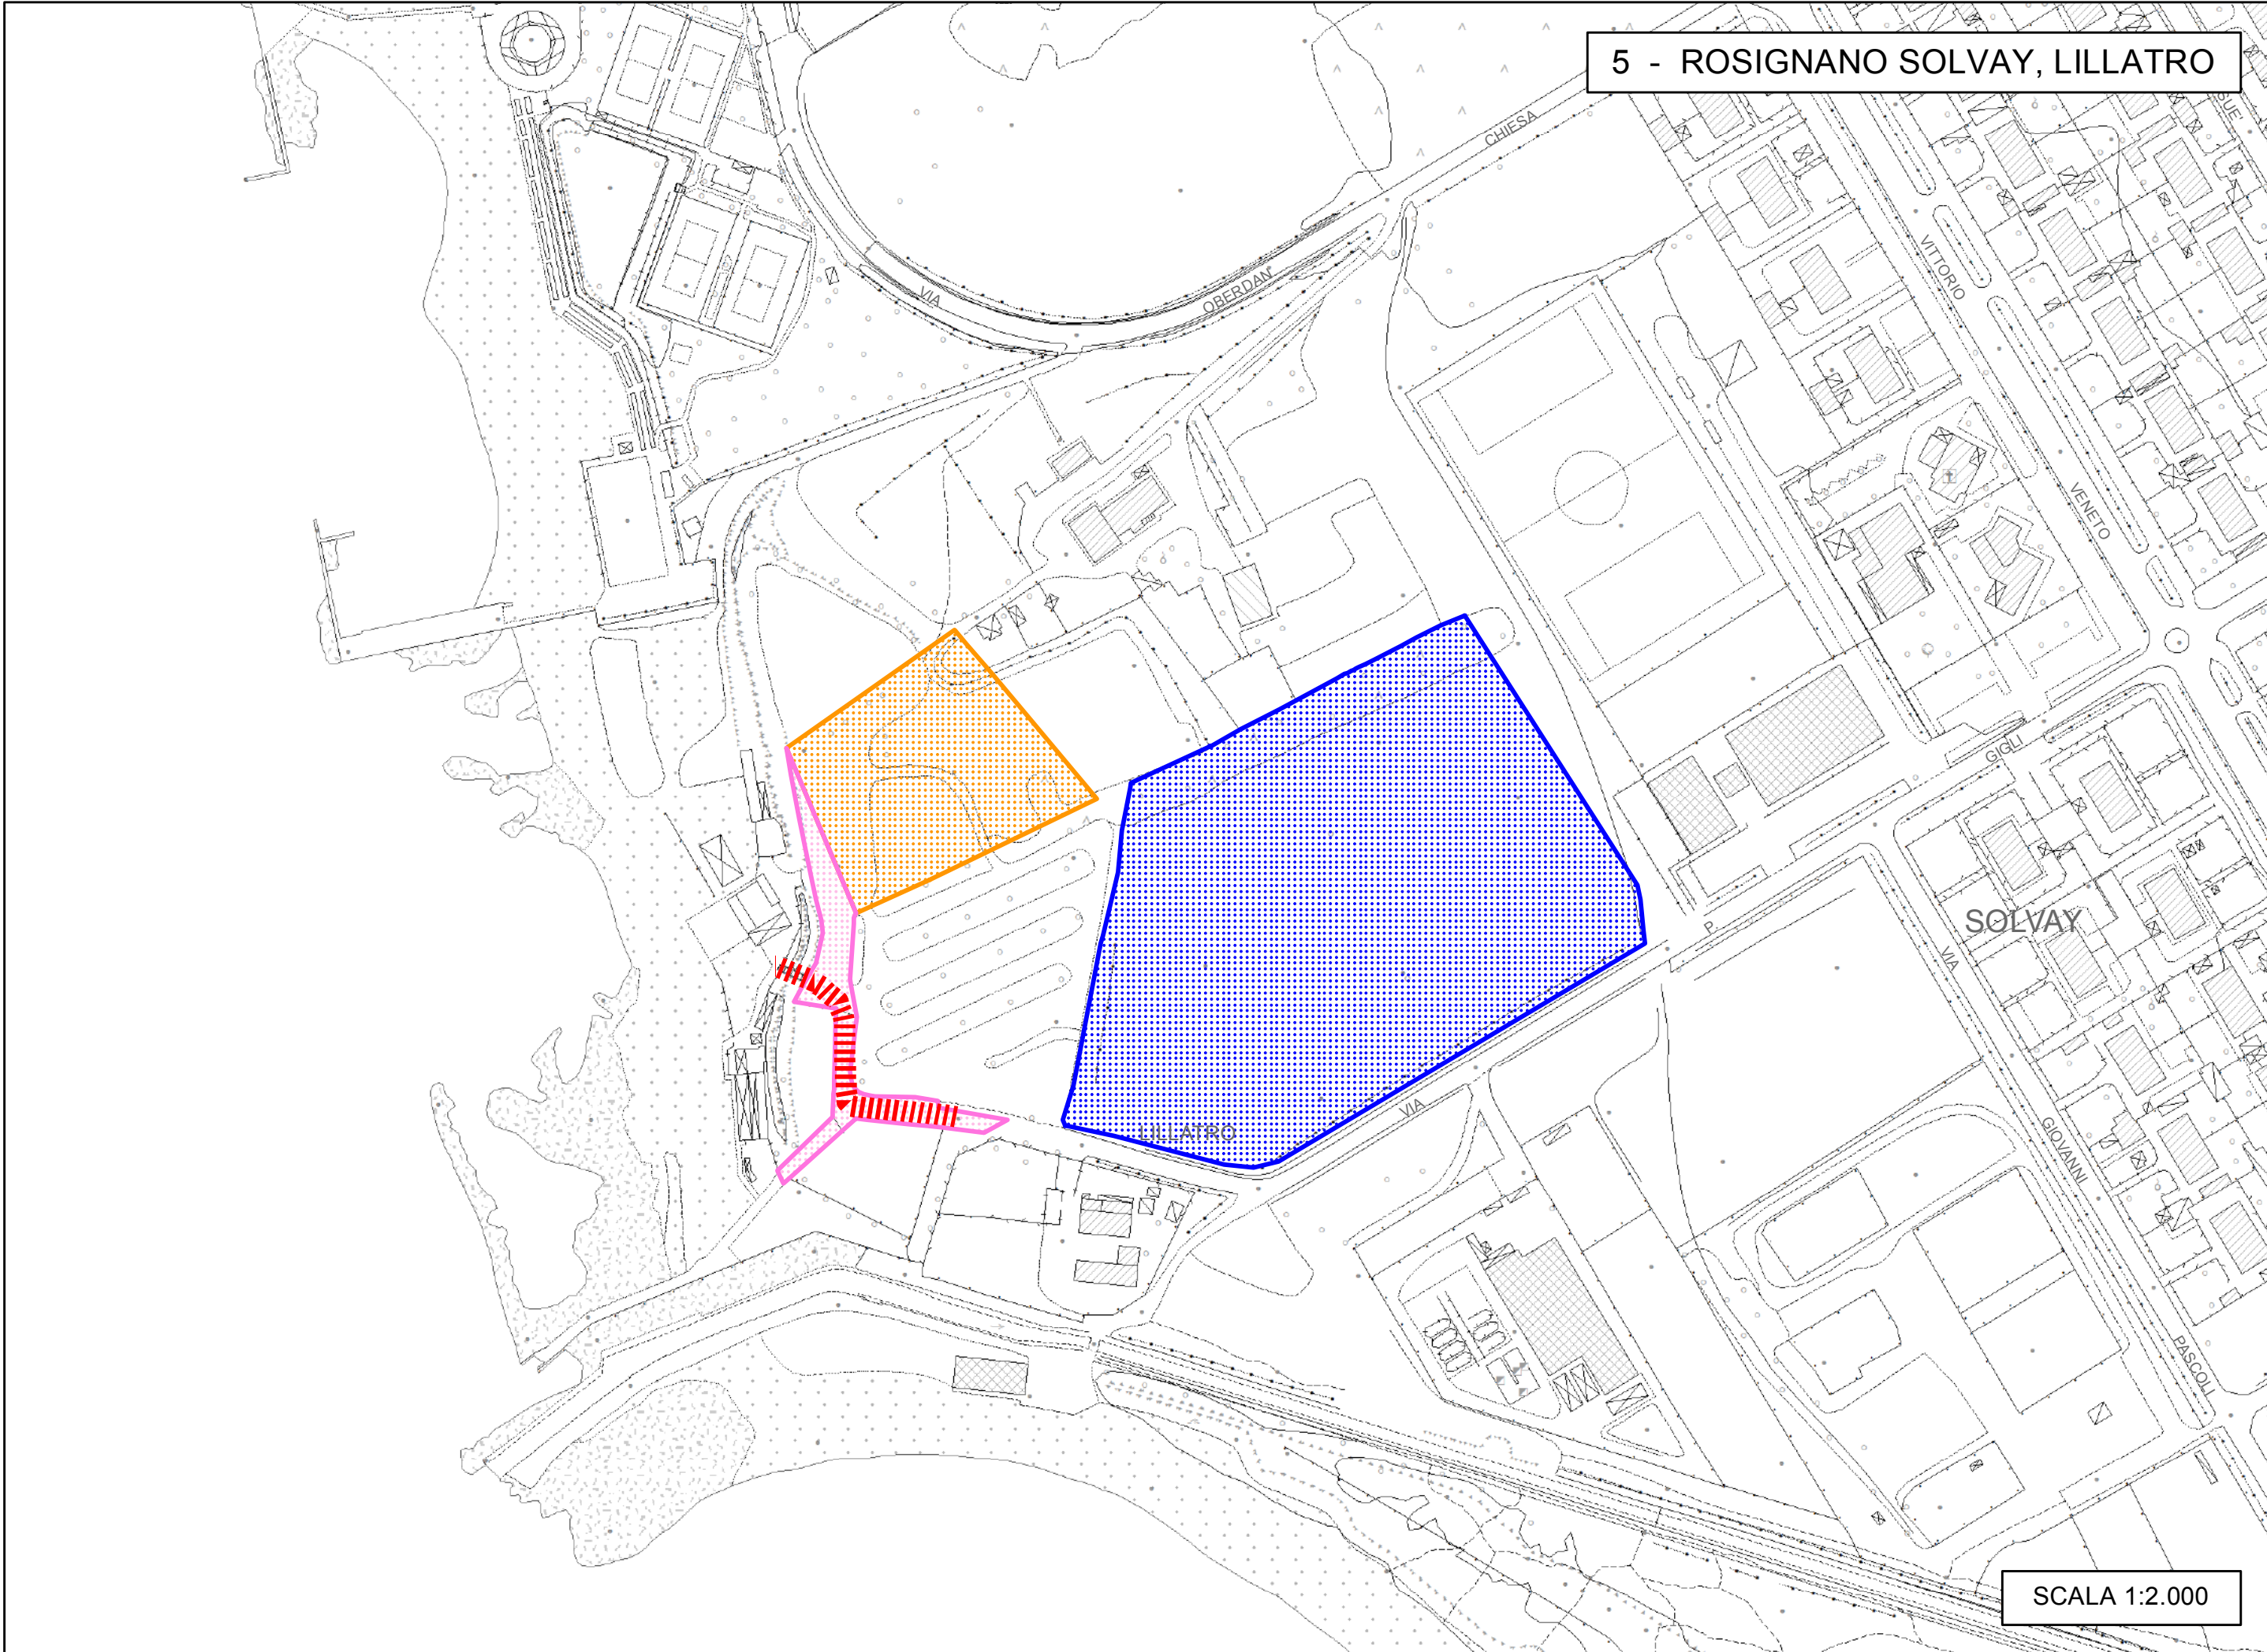 5 - ROSIGNANO SOLVAY, LILLATRO
CHIESA
OBERDAN
VIA
VITTORIO
VENETO
GIGLI
P.
VIA
SOLVAY
VIA
GIOVANNI
PASCOLI
LILLATRO
SCALA 1:2.000